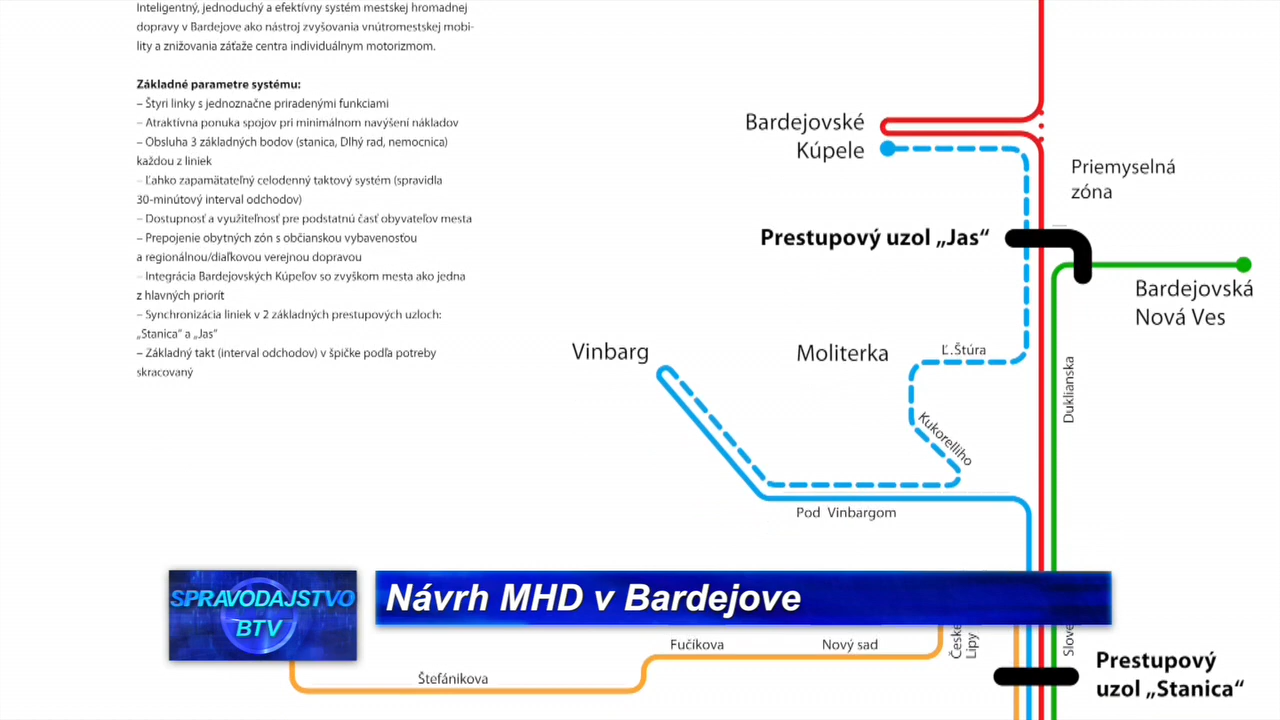 Inteligentný, jednoduchý a efektívny systém mestskej hromadnej
dopravy v Bardejove ako nástroj zvyšovania vnútromestskej mobi-
lity a znižovania záťaže centra individuálnym motorizmom.
Základné parametre systému:
– Štyri linky s jednoznačne priradenými funkciami
– Atraktívna ponuka spojov pri minimálnom navýšení nákladov
– Obsluha 3 základných bodov (stanica, Dlhý rad, nemocnica)
každou z liniek
– Ľahko zapamätateľný celodenný taktový systém (spravidla
30-minútový interval odchodov)
– Dostupnosť a využiteľnosť pre podstatnú časť obyvateľov mesta
– Prepojenie obytných zón s občianskou vybavenosťou
a regionálnou/diaľkovou verejnou dopravou
– Integrácia Bardejovských Kúpeľov so zvyškom mesta ako jedna
z hlavných priorít
– Synchronizácia liniek v 2 základných prestupových uzloch:
„Stanica“ a „Jas“
– Základný takt (interval odchodov) v špičke podľa potreby
skracovaný
Bardejovské
Kúpele
Priemyselná
zóna
Prestupový uzol „Jas“
Bardejovská
Nová Ves
Vinbarg
Moliterka
Ľ.Štúra
Duklianska
Kukorelliho
Pod Vinbargom
SPRAVODAJSTVO
BTV
Návrh MHD v Bardejove
Fučíkova
Nový sad
České
Lipy
Štefánikova
Prestupový
uzol „Stanica“